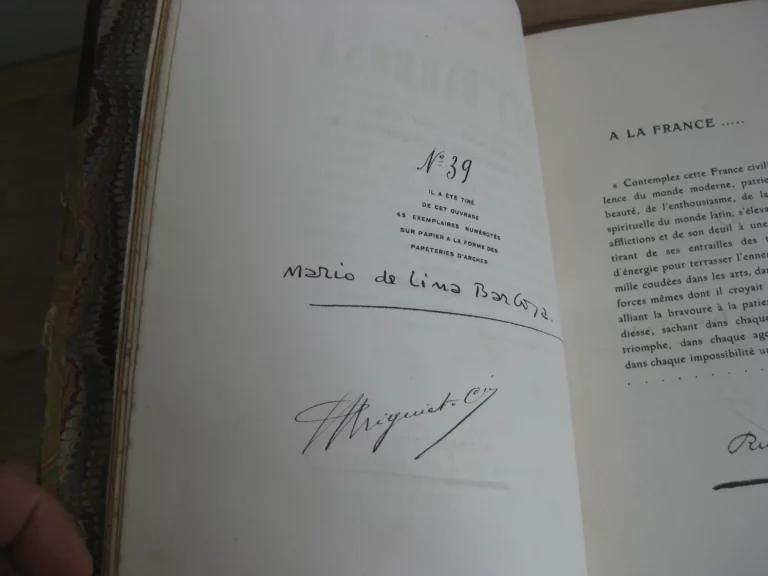 Nº 39
IL A ÉTÉ TIRÉ
DE CET OUVRAGE
45 EXEMPLAIRES NUMÉROTÉS
SUR PAPIER A LA FORME DES
PAPETERIES D'ARCHES
Mario de Lima Barboza.
A LA FRANCE .....
« Contemplez cette France civili
lence du monde moderne, patrie
beauté, de l'enthousiasme, de la
spirituelle du monde latin, s'éleva
afflictions et de son deuil à une
tirant de ses entrailles des t
d'énergie pour terrasser l'enne
mille coudées dans les arts, dan
forces mêmes dont il croyait
alliant la bravoure à la patie
diesse, sachant dans chaque
triomphe, dans chaque ago
dans chaque impossibilité un
. . . . . . . . . .